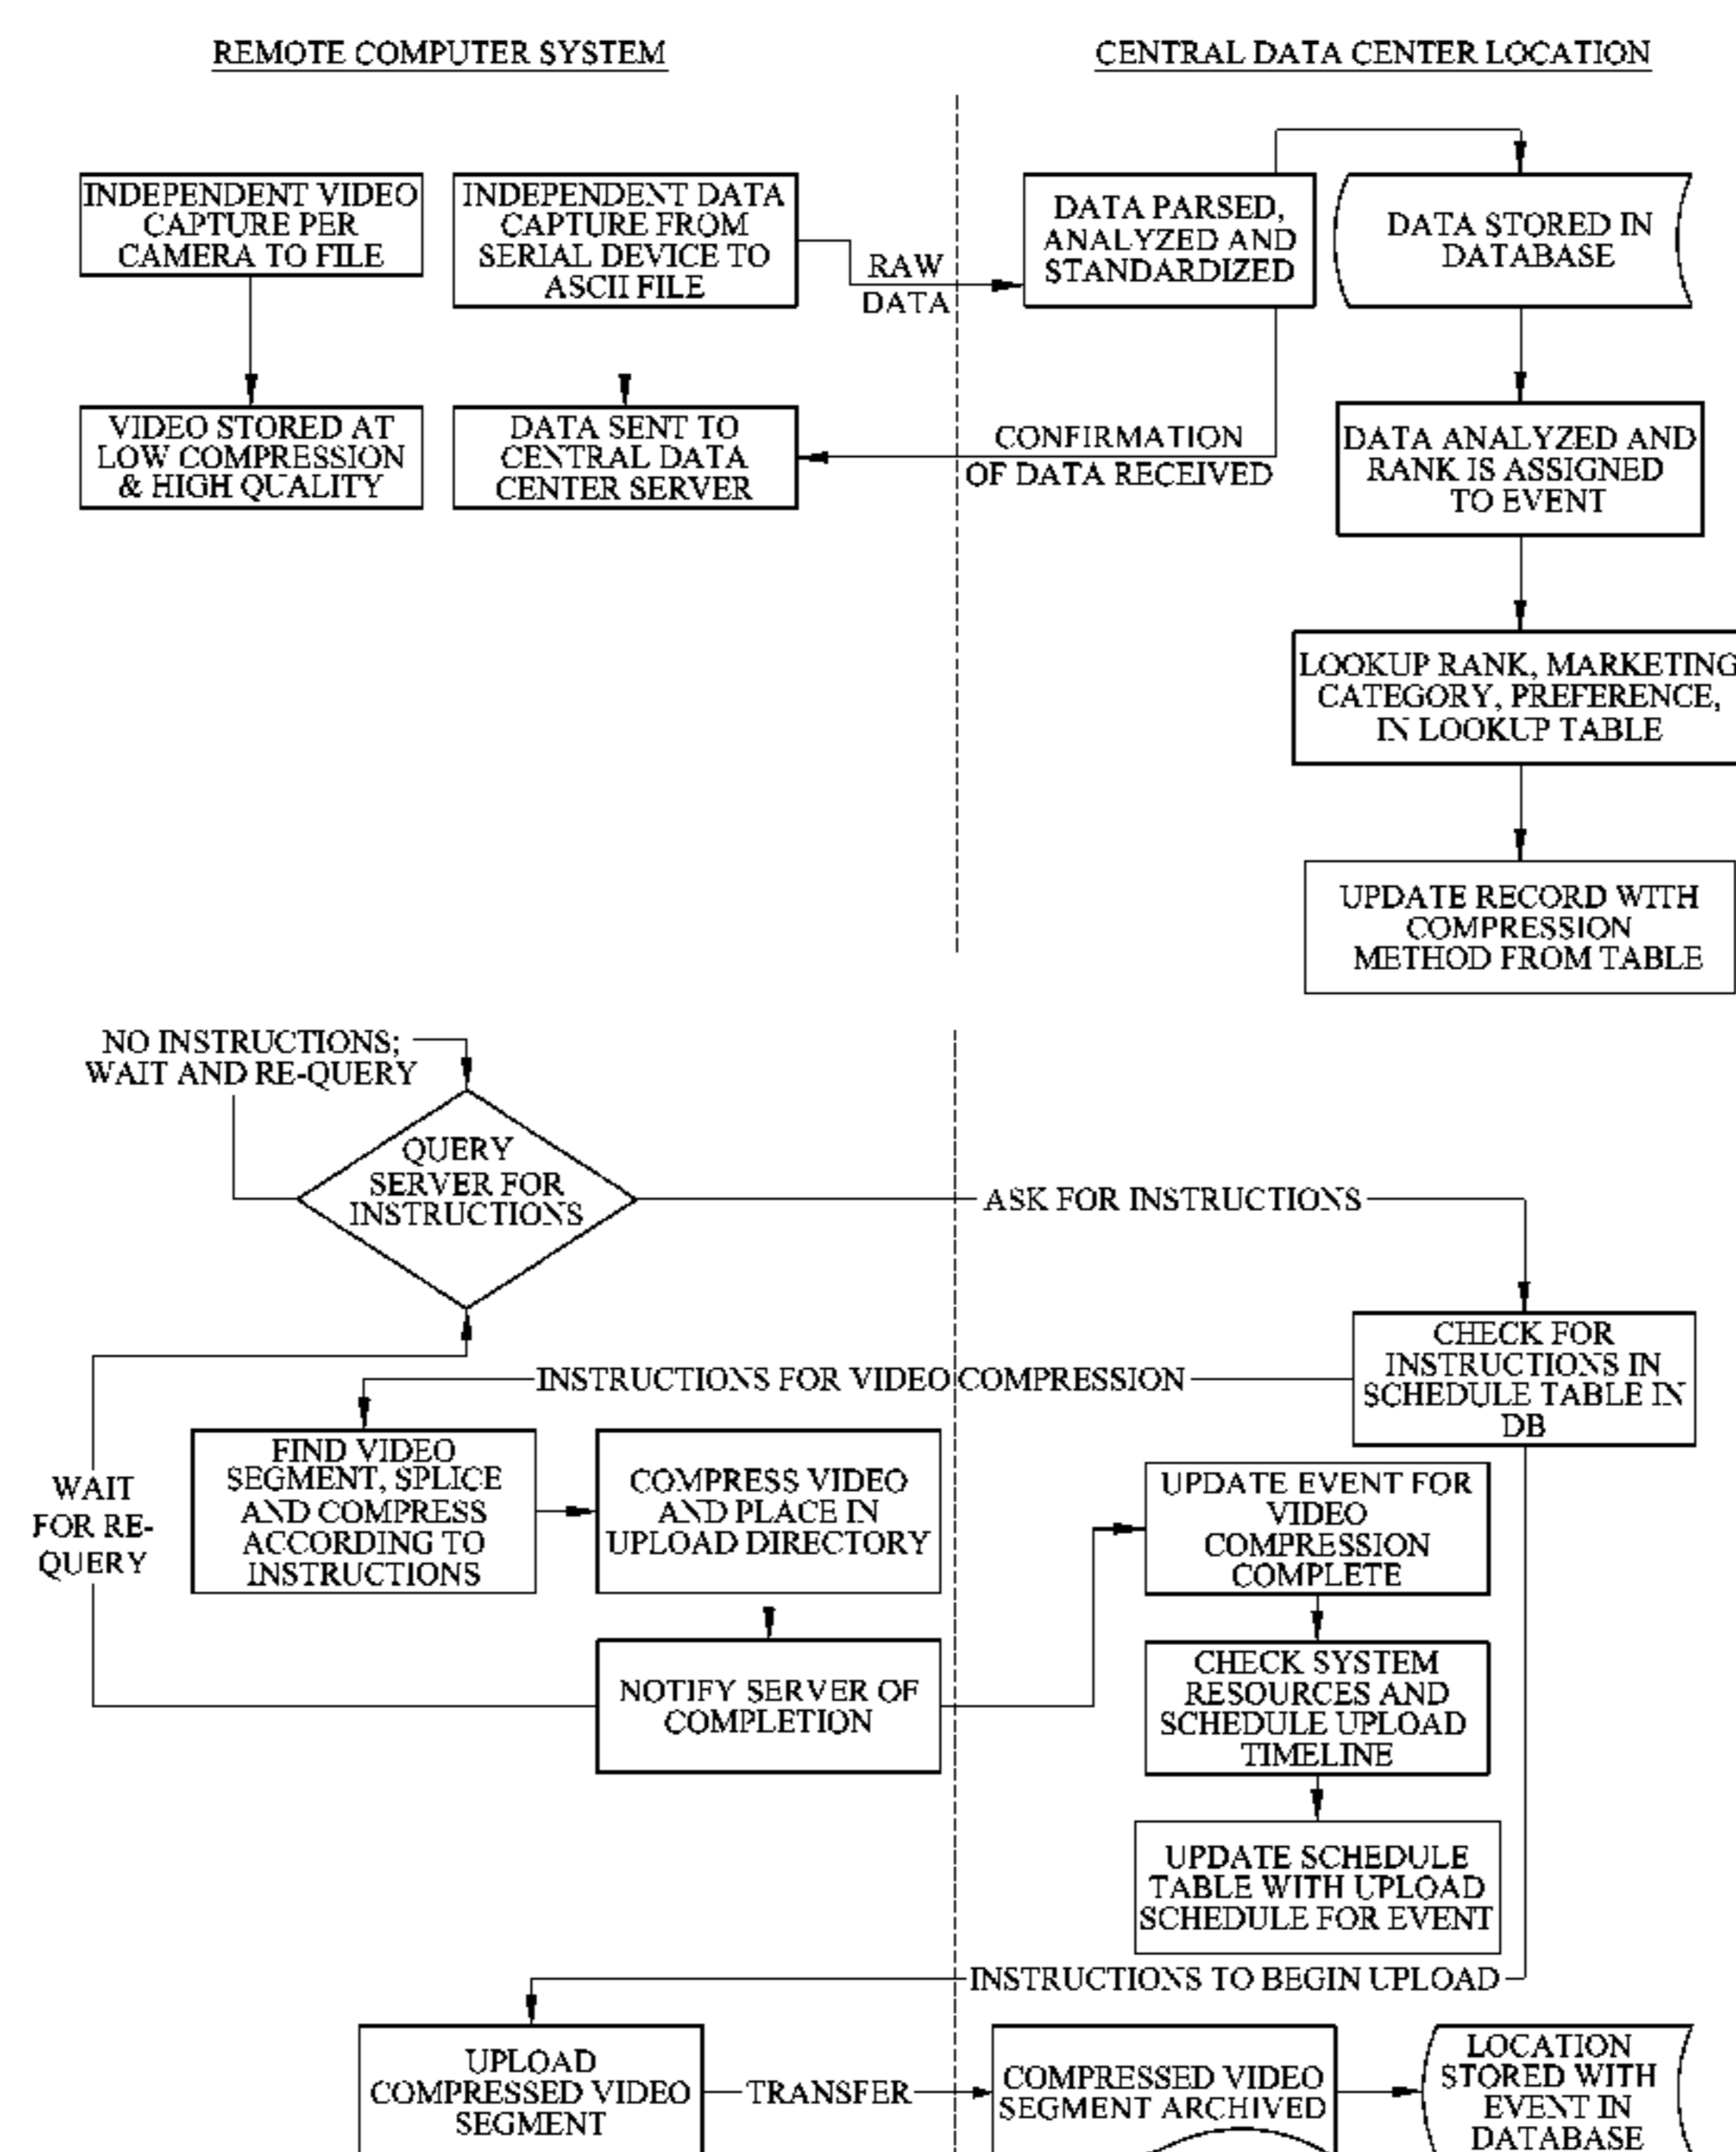 REMOTE COMPUTER SYSTEM
CENTRAL DATA CENTER LOCATION
INDEPENDENT VIDEO
CAPTURE PER
CAMERA TO FILE
INDEPENDENT DATA
CAPTURE FROM
SERIAL DEVICE TO
ASCII FILE
RAW
DATA
DATA PARSED,
ANALYZED AND
STANDARDIZED
DATA STORED IN
DATABASE
VIDEO STORED AT
LOW COMPRESSION
& HIGH QUALITY
DATA SENT TO
CENTRAL DATA
CENTER SERVER
CONFIRMATION
OF DATA RECEIVED
DATA ANALYZED AND
RANK IS ASSIGNED
TO EVENT
LOOKUP RANK, MARKETING
CATEGORY, PREFERENCE,
IN LOOKUP TABLE
UPDATE RECORD WITH
COMPRESSION
METHOD FROM TABLE
NO INSTRUCTIONS;
WAIT AND RE-QUERY
QUERY
SERVER FOR
INSTRUCTIONS
ASK FOR INSTRUCTIONS
CHECK FOR
INSTRUCTIONS IN
SCHEDULE TABLE IN
DB
INSTRUCTIONS FOR VIDEO COMPRESSION
WAIT
FOR RE-
QUERY
FIND VIDEO
SEGMENT, SPLICE
AND COMPRESS
ACCORDING TO
INSTRUCTIONS
COMPRESS VIDEO
AND PLACE IN
UPLOAD DIRECTORY
UPDATE EVENT FOR
VIDEO
COMPRESSION
COMPLETE
NOTIFY SERVER OF
COMPLETION
CHECK SYSTEM
RESOURCES AND
SCHEDULE UPLOAD
TIMELINE
UPDATE SCHEDULE
TABLE WITH UPLOAD
SCHEDULE FOR EVENT
INSTRUCTIONS TO BEGIN UPLOAD
UPLOAD
COMPRESSED VIDEO
SEGMENT
TRANSFER
COMPRESSED VIDEO
SEGMENT ARCHIVED
LOCATION
STORED WITH
EVENT IN
DATABASE